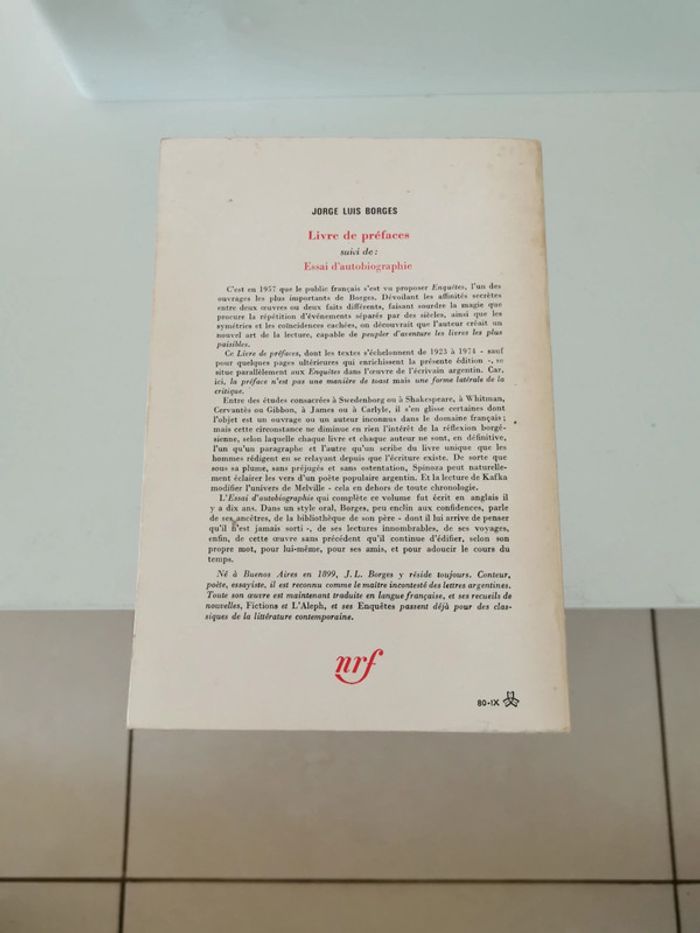 JORGE LUIS BORGES
Livre de préfaces
suivi de :
Essai d'autobiographie
C'est en 1957 que le public français s'est vu proposer Enquêtes, l'un des
ouvrages les plus importants de Borges. Dévoilant les affinités secrètes
entre deux œuvres ou deux faits différents, faisant sourdre la magie que
procure la répétition d'événements séparés par des siècles, ainsi que les
symétries et les coïncidences cachées, on découvrait que l'auteur créait un
nouvel art de la lecture, capable de peupler d'aventure les livres les plus
paisibles.
Ce Livre de préfaces, dont les textes s'échelonnent de 1923 à 1974 - sauf
pour quelques pages ultérieures qui enrichissent la présente édition -, se
situe parallèlement aux Enquêtes dans l'œuvre de l'écrivain argentin. Car,
ici, la préface n'est pas une manière de toast mais une forme latérale de la
critique.
Entre des études consacrées à Swedenborg ou à Shakespeare, à Whitman,
Cervantès ou Gibbon, à James ou à Carlyle, il s'en glisse certaines dont
l'objet est un ouvrage ou un auteur inconnus dans le domaine français ;
mais cette circonstance ne diminue en rien l'intérêt de la réflexion borgé-
sienne, selon laquelle chaque livre et chaque auteur ne sont, en définitive,
l'un qu'un paragraphe et l'autre qu'un scribe du livre unique que les
hommes rédigent en se relayant depuis que l'écriture existe. De sorte que
sous sa plume, sans préjugés et sans ostentation, Spinoza peut naturelle-
ment éclairer les vers d'un poète populaire argentin. Et la lecture de Kafka
modifier l'univers de Melville - cela en dehors de toute chronologie.
L'Essai d'autobiographie qui complète ce volume fut écrit en anglais il
y a dix ans. Dans un style oral, Borges, peu enclin aux confidences, parle
de ses ancêtres, de la bibliothèque de son père - dont il lui arrive de penser
qu'il n'est jamais sorti -, de ses lectures innombrables, de ses voyages,
enfin, de cette œuvre sans précédent qu'il continue d'édifier, selon son
propre mot, pour lui-même, pour ses amis, et pour adoucir le cours du
temps.
Né à Buenos Aires en 1899, J.L. Borges y réside toujours. Conteur,
poète, essayiste, il est reconnu comme le maître incontesté des lettres argentines.
Toute son œuvre est maintenant traduite en langue française, et ses recueils de
nouvelles, Fictions et L'Aleph, et ses Enquêtes passent déjà pour des clas-
siques de la littérature contemporaine.
nrf
80-IX